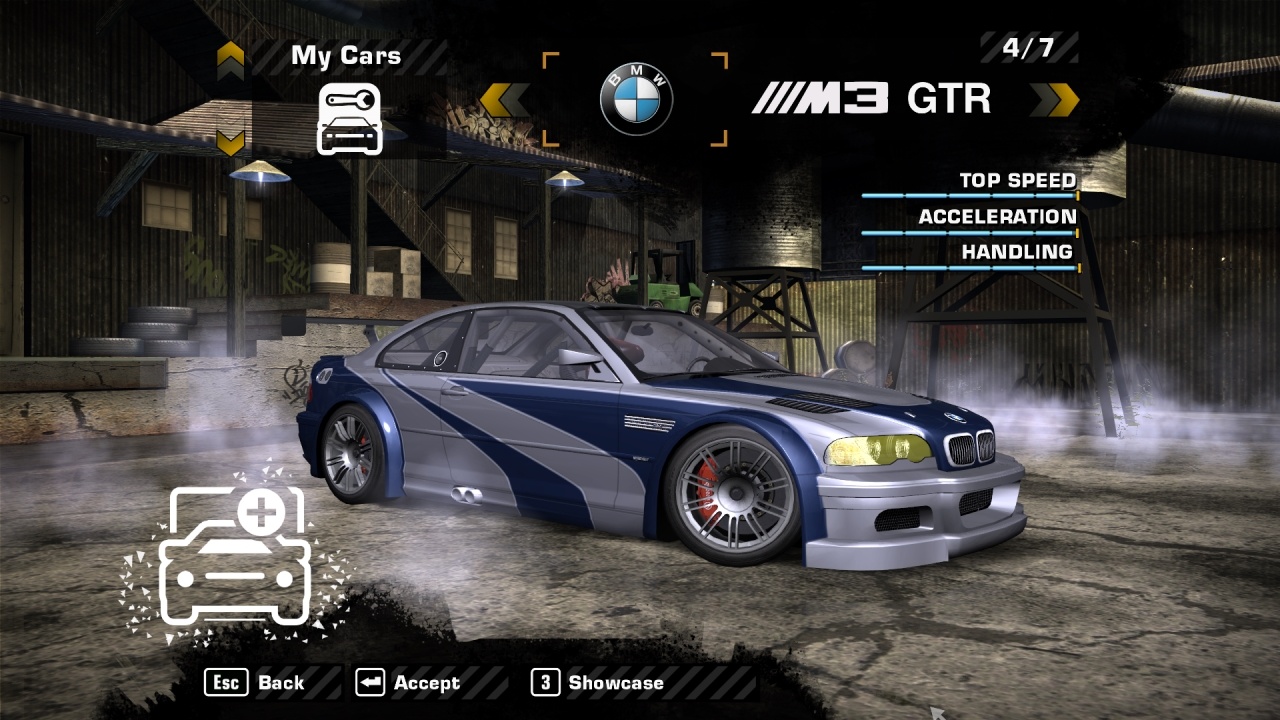 My Cars
BMW
M3 GTR
4/7
TOP SPEED
ACCELERATION
HANDLING
Esc Back
Accept
3 Showcase